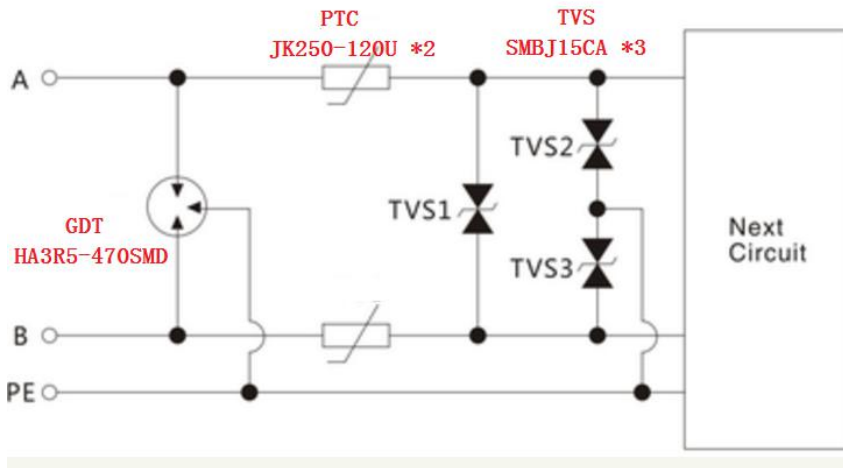 PTC
JK250-120U *2
TVS
SMBJ15CA *3
A
TVS2
TVS1
GDT
HA3R5-470SMD
TVS3
Next
Circuit
B
PE